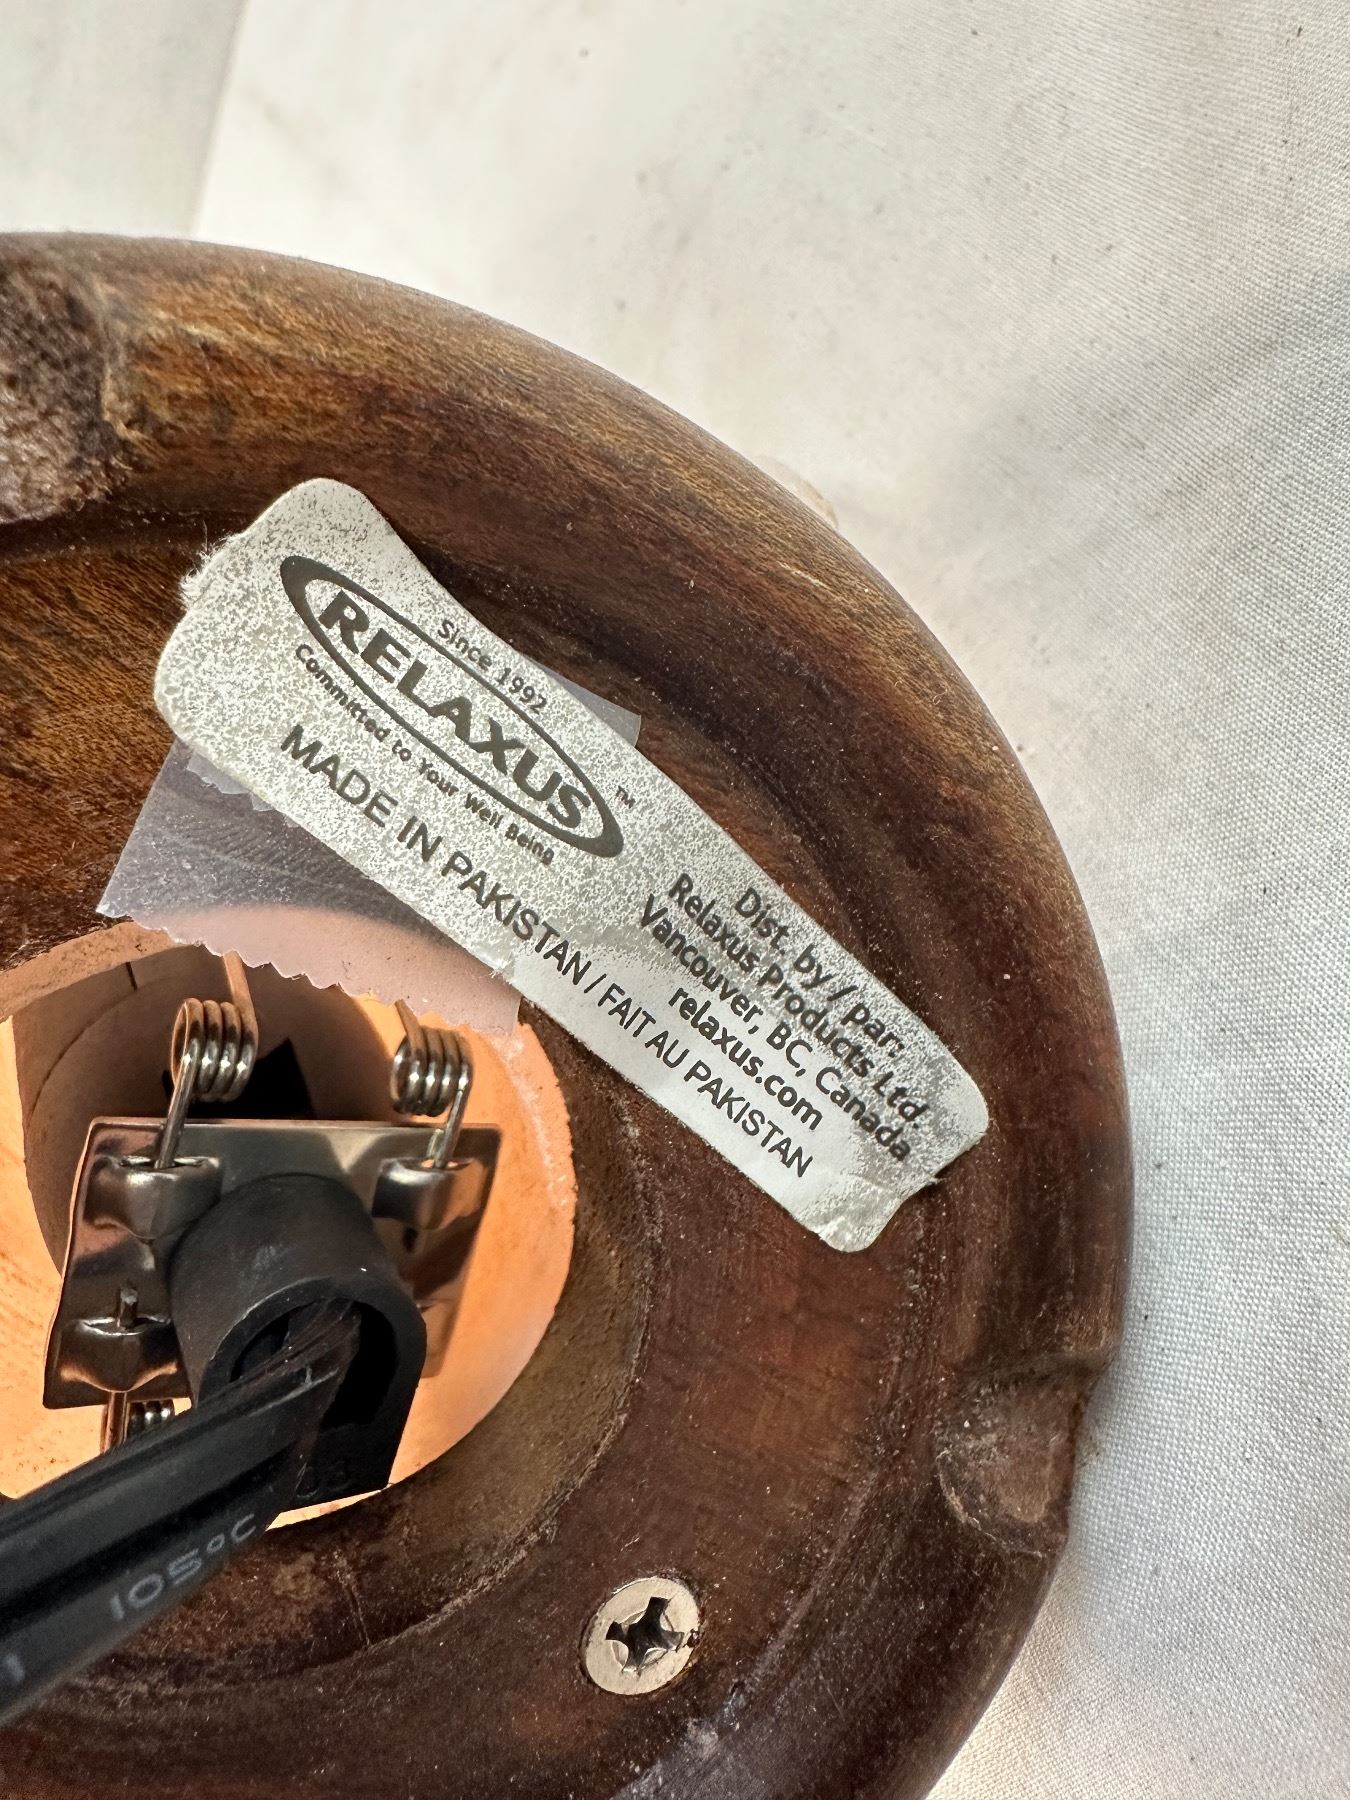 Since 1992
RELAXUS™
Committed to Your Well Being
MADE IN PAKISTAN / FAIT AU PAKISTAN
Dist. by / par:
Relaxus Products Ltd.
Vancouver, BC, Canada
relaxus.com
105°C